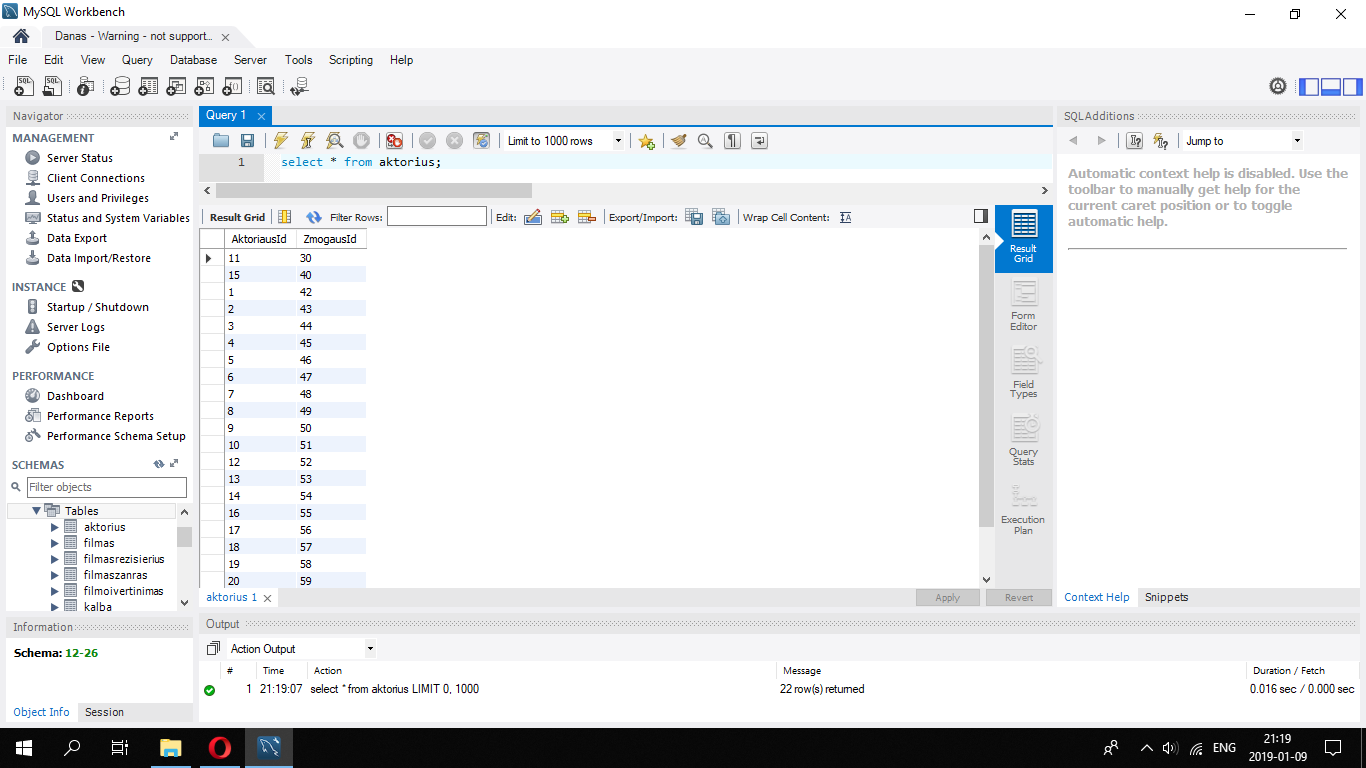 MySQL Workbench
Danas - Warning - not support...
File Edit View Query Database Server Tools Scripting Help
Navigator
MANAGEMENT
Server Status
Client Connections
Users and Privileges
Status and System Variables
Data Export
Data Import/Restore
INSTANCE
Startup / Shutdown
Server Logs
Options File
PERFORMANCE
Dashboard
Performance Reports
Performance Schema Setup
SCHEMAS
Filter objects
Tables
aktorius
filmas
filmasrezisierius
filmaszanras
filmoivertinimas
kalba
Information
Schema: 12-26
Object Info Session
Query 1
Limit to 1000 rows
1 select * from aktorius;
Result Grid Filter Rows: Edit: Export/Import: Wrap Cell Content:
AktoriausId ZmogausId
11 30
15 40
1 42
2 43
3 44
4 45
5 46
6 47
7 48
8 49
9 50
10 51
12 52
13 53
14 54
16 55
17 56
18 57
19 58
20 59
Result
Grid
Form
Editor
Field
Types
Query
Stats
Execution
Plan
aktorius 1
Apply Revert
SQLAdditions
Jump to
Automatic context help is disabled. Use the
toolbar to manually get help for the
current caret position or to toggle
automatic help.
Context Help Snippets
Output
Action Output
# Time Action Message Duration / Fetch
1 21:19:07 select * from aktorius LIMIT 0, 1000 22 row(s) returned 0.016 sec / 0.000 sec
ENG
21:19
2019-01-09